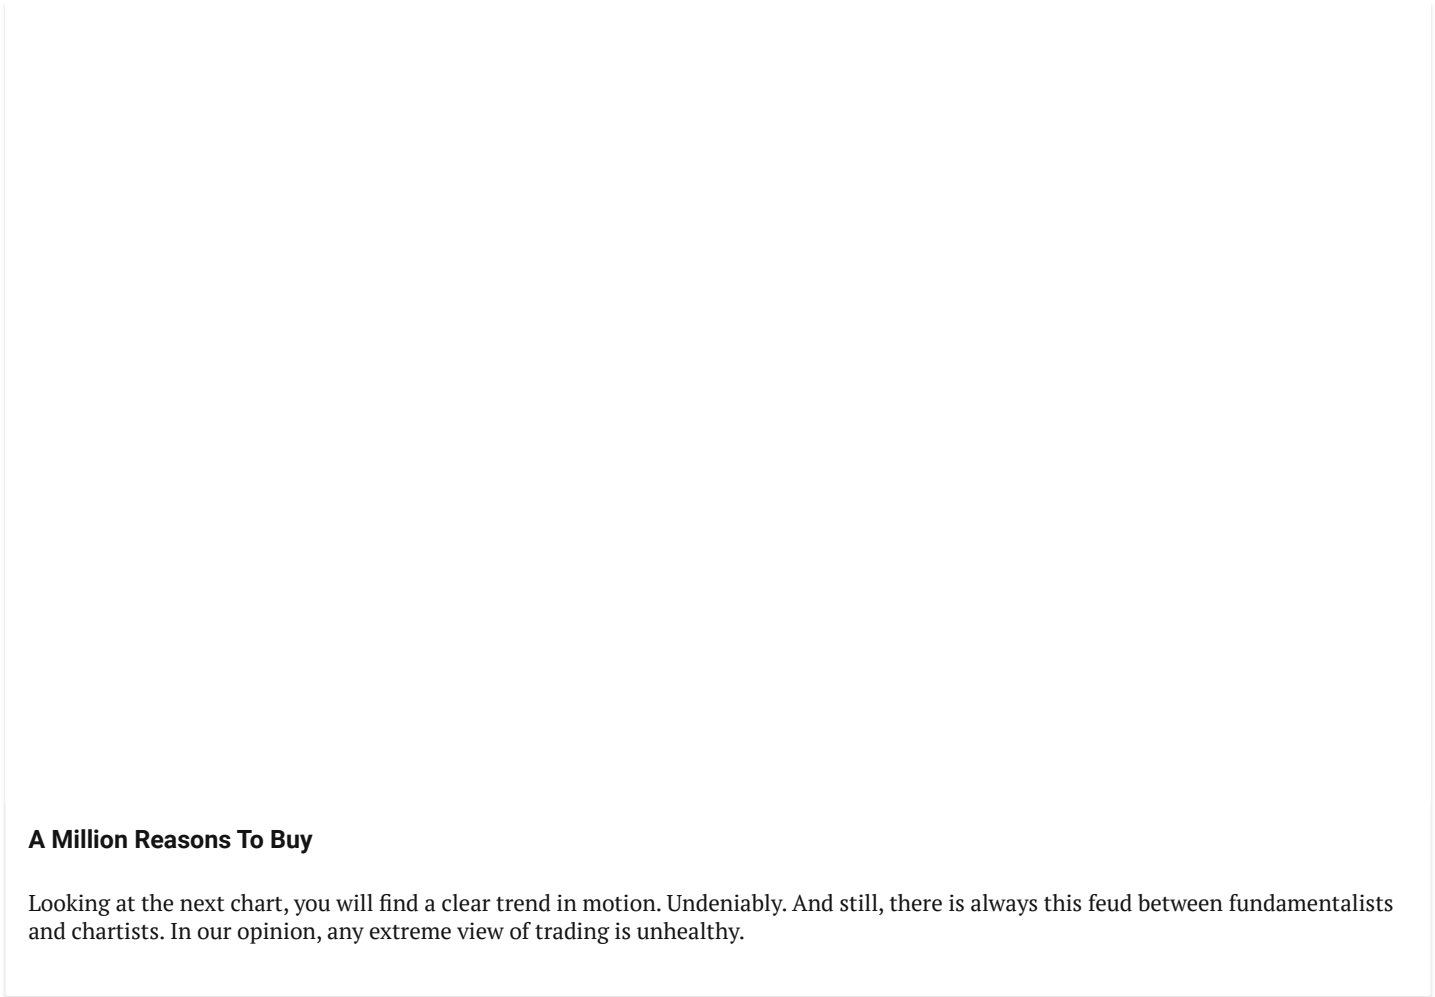 A Million Reasons To Buy
Looking at the next chart, you will find a clear trend in motion. Undeniably. And still, there is always this feud between fundamentalists
and chartists. In our opinion, any extreme view of trading is unhealthy.